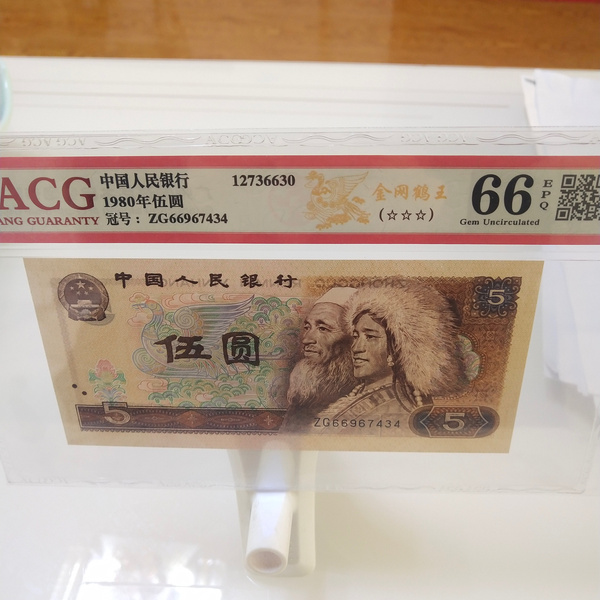 ACG
ANG GUARANTY
中国人民银行
1980年伍圆
冠号： ZG66967434
12736630
金网鹤王
(☆☆☆)
66
EPQ
Gem Uncirculated
中国人民银行
伍圆
5
5
5
ZG66967434